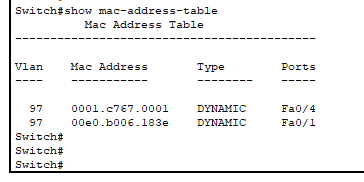 Switch#show mac-address-table
Mac Address Table
-------------------------------------------
Vlan Mac Address Type Ports
---- ----------- -------- -----
97 0001.c767.0001 DYNAMIC Fa0/4
97 00e0.b006.183e DYNAMIC Fa0/1
Switch#
Switch#
Switch#